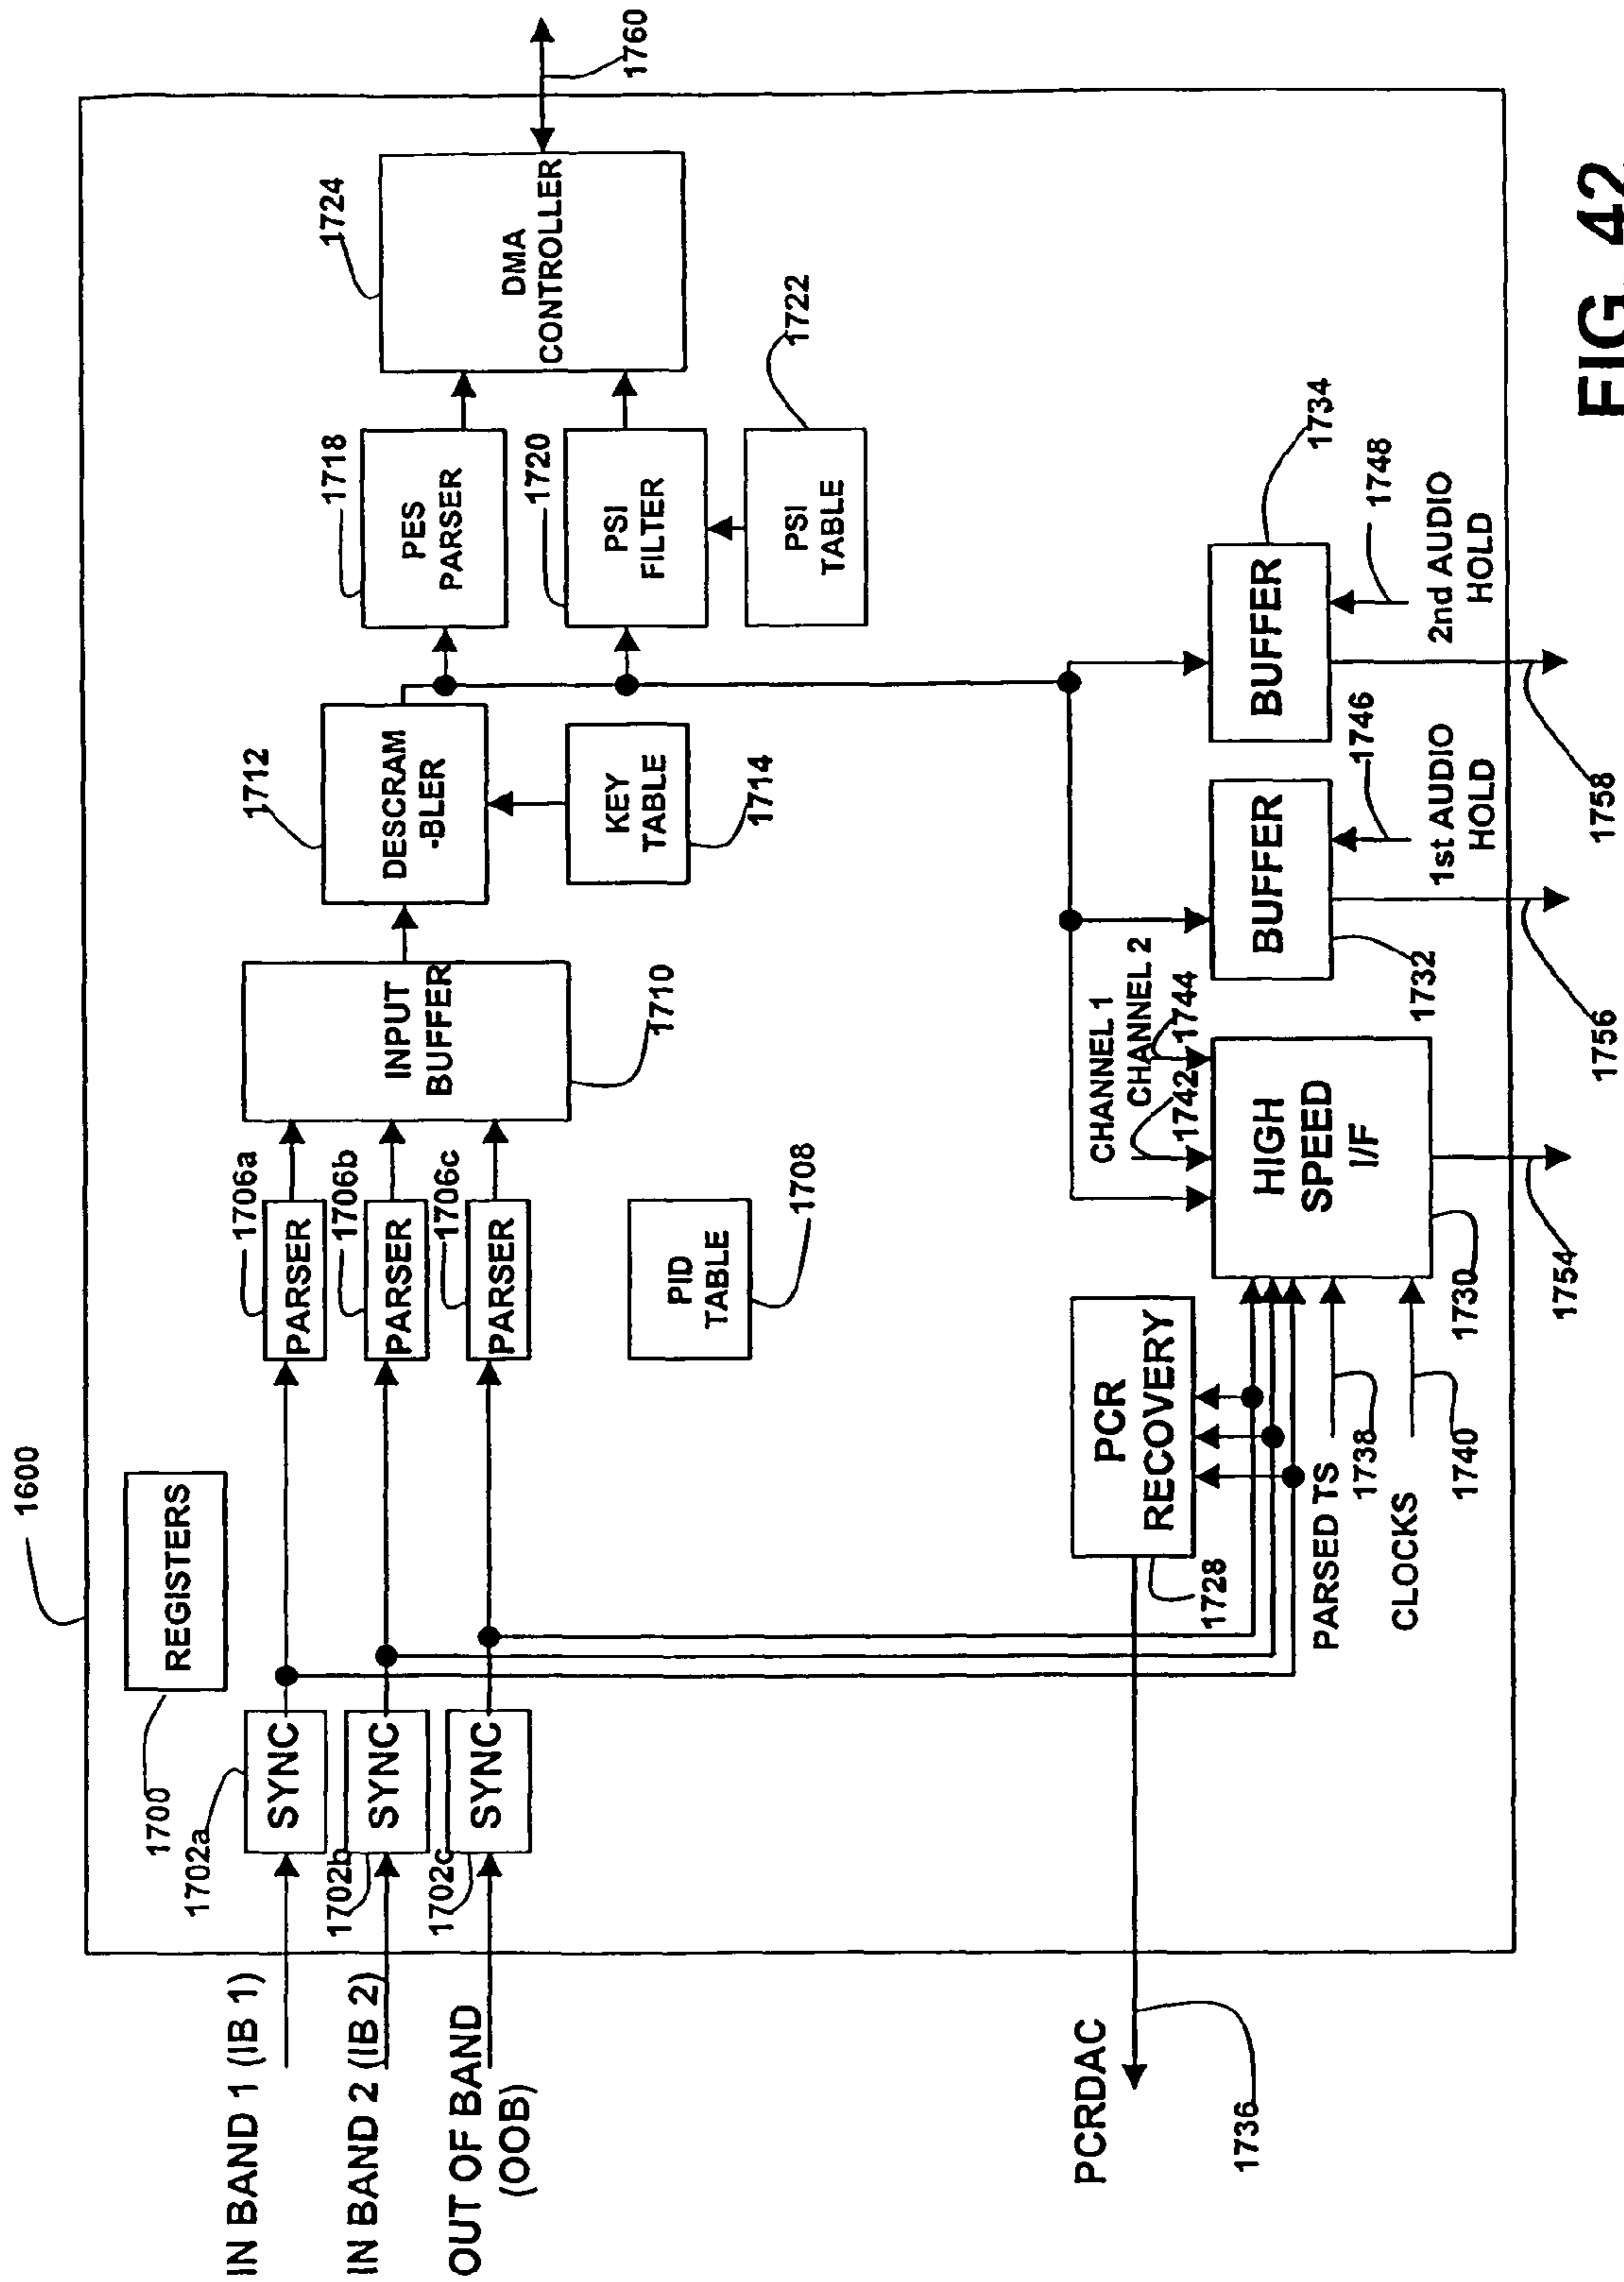 1600
REGISTERS
1700
IN BAND 1 (IB 1)
1702a
SYNC
1706a
PARSER
IN BAND 2 (IB 2)
1702b
SYNC
1706b
PARSER
OUT OF BAND
(OOB)
1702c
SYNC
1706c
PARSER
INPUT
BUFFER
1710
1712
DESCRAM
-BLER
KEY
TABLE
1714
PID
TABLE
1708
1718
PES
PARSER
1720
PSI
FILTER
PSI
TABLE
1722
1724
DMA
CONTROLLER
1760
PCRDAC
1736
PCR
RECOVERY
1728
PARSED TS
1738
CLOCKS
1740
CHANNEL 1
CHANNEL 2
1742
1744
HIGH
SPEED
I/F
1730
1754
BUFFER
1732
1746
1st AUDIO
HOLD
1756
BUFFER
1734
1748
2nd AUDIO
HOLD
1758
FIG. 42